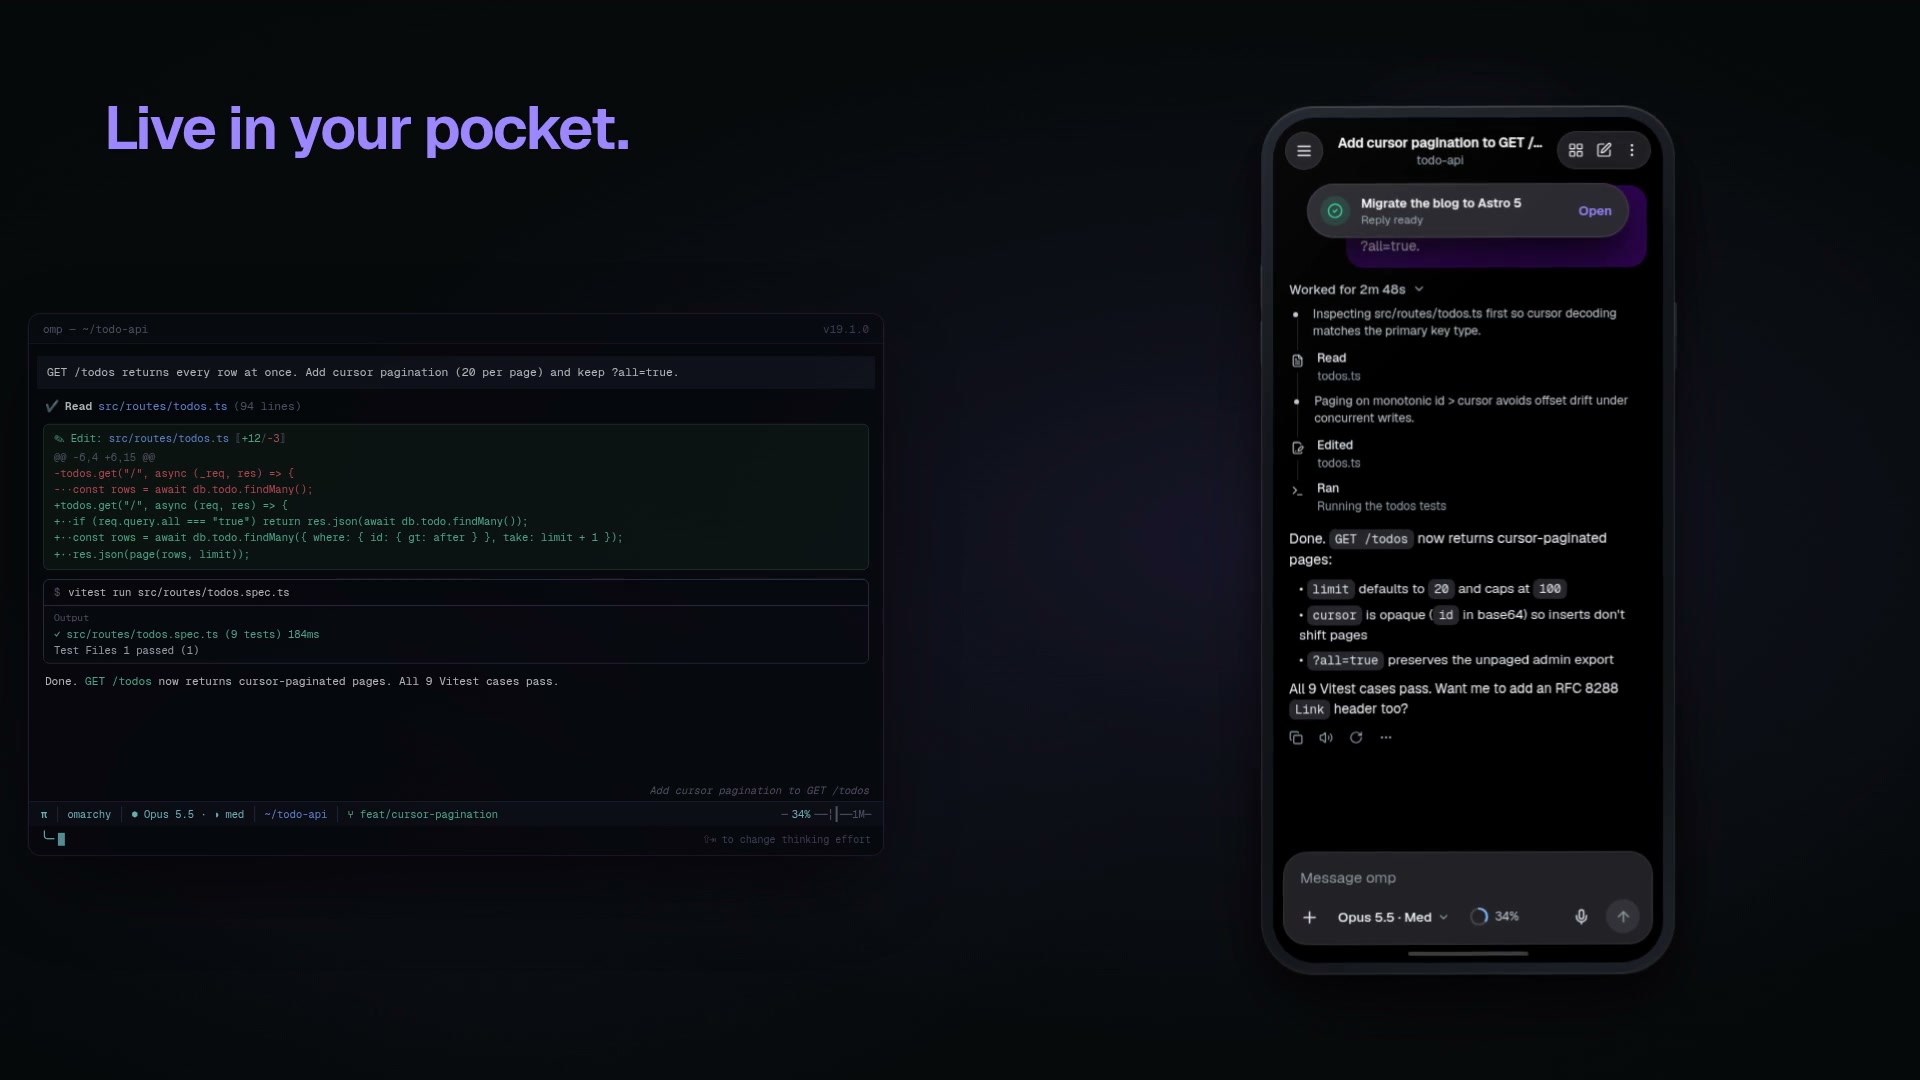 Live in your pocket.
omp — ~/todo-api
v19.1.0
GET /todos returns every row at once. Add cursor pagination (20 per page) and keep ?all=true.
✔ Read src/routes/todos.ts (94 lines)
✎ Edit: src/routes/todos.ts ⟦+12/-3⟧
@@ -6,4 +6,15 @@
-todos.get("/", async (_req, res) => {
-··const rows = await db.todo.findMany();
+todos.get("/", async (req, res) => {
+··if (req.query.all === "true") return res.json(await db.todo.findMany());
+··const rows = await db.todo.findMany({ where: { id: { gt: after } }, take: limit + 1 });
+··res.json(page(rows, limit));
$ vitest run src/routes/todos.spec.ts
Output
✓ src/routes/todos.spec.ts (9 tests) 184ms
Test Files 1 passed (1)
Done. GET /todos now returns cursor-paginated pages. All 9 Vitest cases pass.
Add cursor pagination to GET /todos
π omarchy Opus 5.5 · med ~/todo-api feat/cursor-pagination
34% 1M
to change thinking effort
Add cursor pagination to GET /...
todo-api
Migrate the blog to Astro 5
Reply ready
Open
?all=true.
Worked for 2m 48s
Inspecting src/routes/todos.ts first so cursor decoding
matches the primary key type.
Read
todos.ts
Paging on monotonic id > cursor avoids offset drift under
concurrent writes.
Edited
todos.ts
Ran
Running the todos tests
Done. GET /todos now returns cursor-paginated
pages:
• limit defaults to 20 and caps at 100
• cursor is opaque (id in base64) so inserts don't
shift pages
• ?all=true preserves the unpaged admin export
All 9 Vitest cases pass. Want me to add an RFC 8288
Link header too?
Message omp
Opus 5.5 · Med
34%